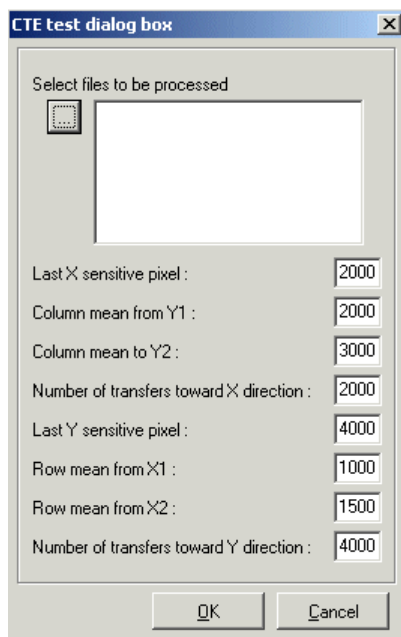 CTE test dialog box
Select files to be processed
...
Last X sensitive pixel : 2000
Column mean from Y1 : 2000
Column mean to Y2 : 3000
Number of transfers toward X direction : 2000
Last Y sensitive pixel : 4000
Row mean from X1 : 1000
Row mean from X2 : 1500
Number of transfers toward Y direction : 4000
OK Cancel